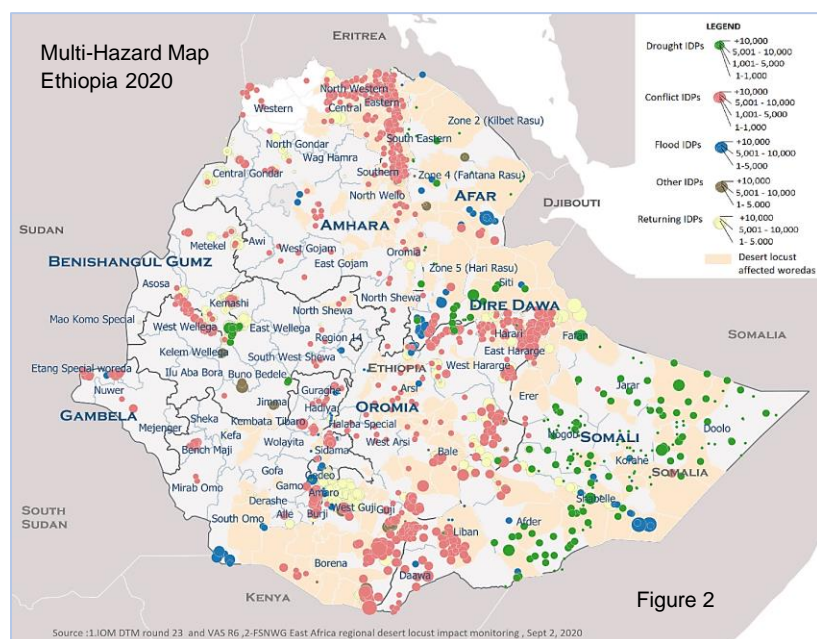 Multi-Hazard Map
Ethiopia 2020
ERITREA
LEGEND
Drought IDPs
+10,000
5,001 - 10,000
1,001- 5,000
1-1,000
Conflict IDPs
+10,000
5,001 - 10,000
1,001- 5,000
1-1,000
Flood IDPs
+10,000
5,001 - 10,000
1-5,000
Other IDPs
+10,000
5,001 - 10,000
1- 5.000
Returning IDPs
+10,000
5,001 - 10,000
1- 5.000
Desert locust
affected woredas
North Western
Western
Central
Eastern
Zone 2 (Kilbet Rasu)
South Eastern
North Gondar
Wag Hamra
Central Gondar
Southern
Zone 4 (Fantana Rasu)
North Wello
AFAR
DJIBOUTI
AMHARA
SUDAN
Metekel
Awi
West Gojam
Oromia
BENISHANGUL GUMZ
East Gojam
Zone 5 (Hari Rasu)
Siti
Asosa
Kemashi
North Shewa
North Shewa
DIRE DAWA
Mao Komo Special
West Wellega
East Wellega
Region 14
Harari
Fafan
SOMALIA
Kelem Wellega
South West Shewa
East Hararge
Etang Special woreda
Ilu Aba Bora
Buno Bedele
ETHIOPIA
West Hararge
Nuwer
Guraghe
Arsi
Jarar
GAMBELA
Jimma
Hadiya
OROMIA
Erer
Mejenger
Sheka
Kembata Tibaro
Halaba Special
Doolo
Kefa
Wolayita
West Arsi
Nogob
SOMALI
Bench Maji
Sidama
Bale
Korahe
SOMALIA
Gofa
Gedeo
Mirab Omo
Gamo
Amaro
Shabelle
Derashe
West Guji
Guji
SOUTH
SUDAN
South Omo
Alle
Burji
Liban
Afder
Borena
Daawa
KENYA
Figure 2
Source :1.IOM DTM round 23 and VAS R6 ,2-FSNWG East Africa regional desert locust impact monitoring , Sept 2, 2020